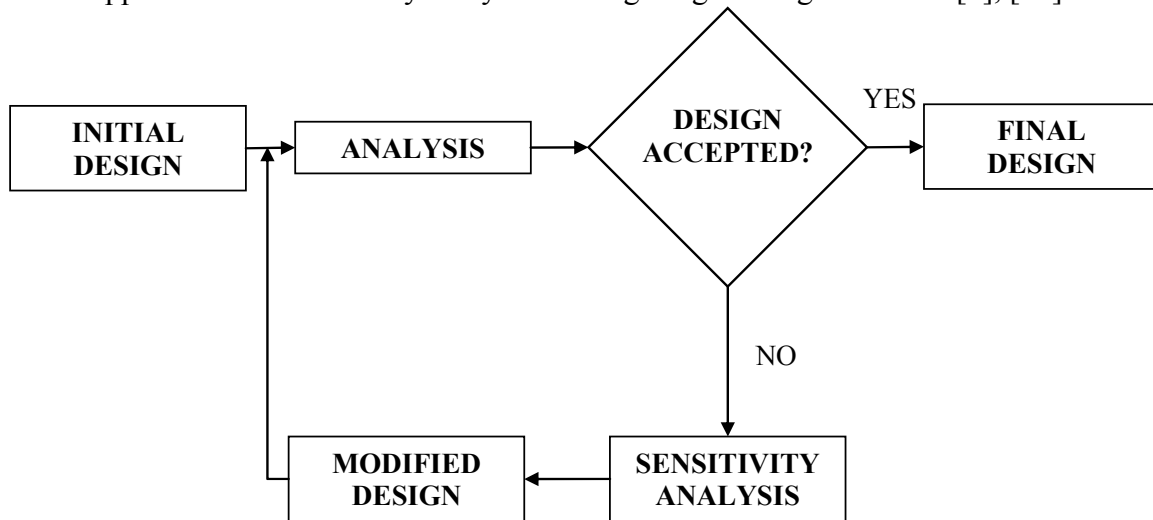 YES
INITIAL
DESIGN
ANALYSIS
DESIGN
ACCEPTED?
FINAL
DESIGN
NO
MODIFIED
DESIGN
SENSITIVITY
ANALYSIS